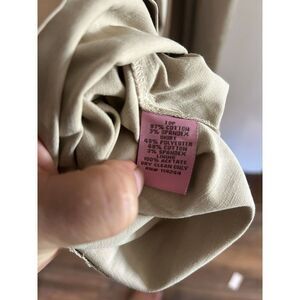 TOP
97% COTTON
3% SPANDEX
SKIRT
49% POLYESTER
48% COTTON
3% SPANDEX
LINING
100% ACETATE
DRY CLEAN ONLY
RN# 114264